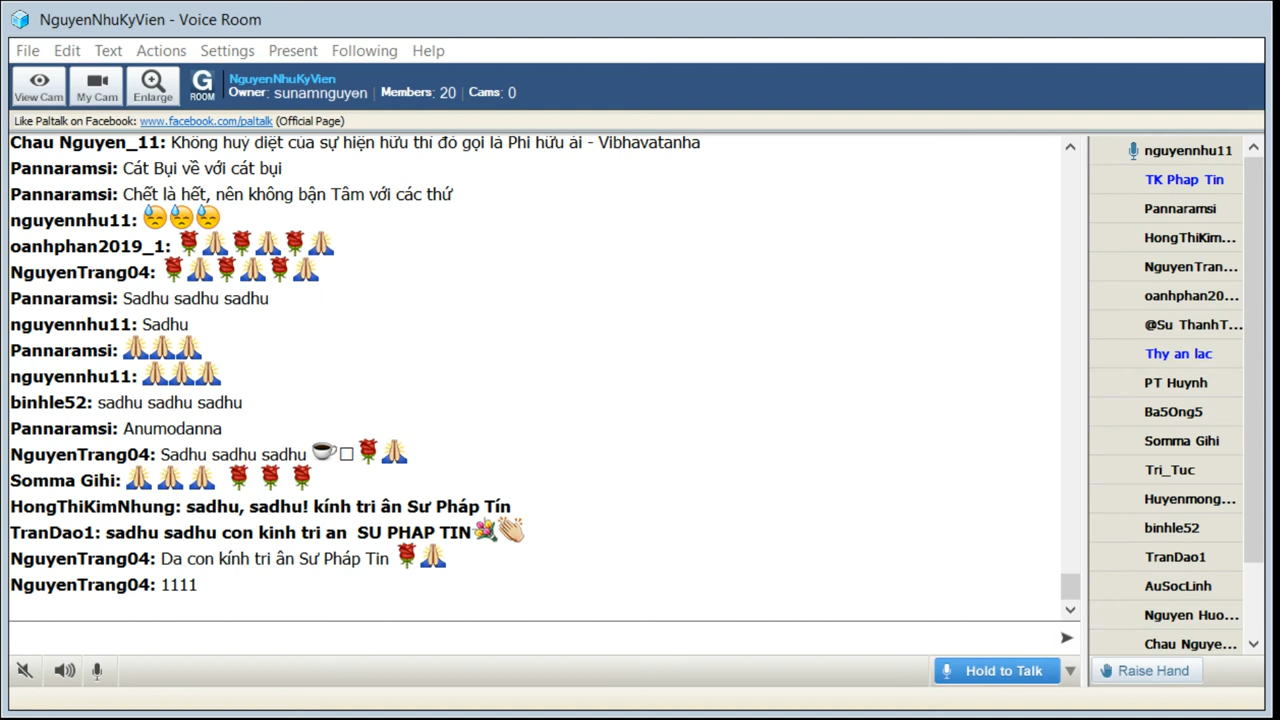 NguyenNhuKyVien - Voice Room
File Edit Text Actions Settings Present Following Help
View Cam My Cam Enlarge G ROOM
NguyenNhuKyVien
Owner: sunamnguyen | Members: 20 | Cams: 0
Like Paltalk on Facebook: www.facebook.com/paltalk (Official Page)
Chau Nguyen_11: Không huỷ diệt của sự hiện hữu thì đó gọi là Phi hữu ái - Vibhavatanha
Pannaramsi: Cát Bụi về với cát bụi
Pannaramsi: Chết là hết, nên không bận Tâm với các thứ
nguyennhu11: 😓😓😓
oanhphan2019_1: 🌹🙏🌹🙏🌹🙏
NguyenTrang04: 🌹🙏🌹🙏🌹🙏
Pannaramsi: Sadhu sadhu sadhu
nguyennhu11: Sadhu
Pannaramsi: 🙏🙏🙏
nguyennhu11: 🙏🙏🙏
binhle52: sadhu sadhu sadhu
Pannaramsi: Anumodanna
NguyenTrang04: Sadhu sadhu sadhu ☕□🌹🙏
Somma Gihi: 🙏 🙏 🙏 🌹 🌹 🌹
HongThiKimNhung: sadhu, sadhu! kính tri ân Sư Pháp Tín
TranDao1: sadhu sadhu con kinh tri an SU PHAP TIN💐👏
NguyenTrang04: Da con kính tri ân Sư Pháp Tin 🌹🙏
NguyenTrang04: 1111
nguyennhu11
TK Phap Tin
Pannaramsi
HongThiKim...
NguyenTran...
oanhphan20...
@Su ThanhT...
Thy an lac
PT Huynh
Ba5Ong5
Somma Gihi
Tri_Tuc
Huyenmong...
binhle52
TranDao1
AuSocLinh
Nguyen Huo...
Chau Nguye...
Hold to Talk
Raise Hand